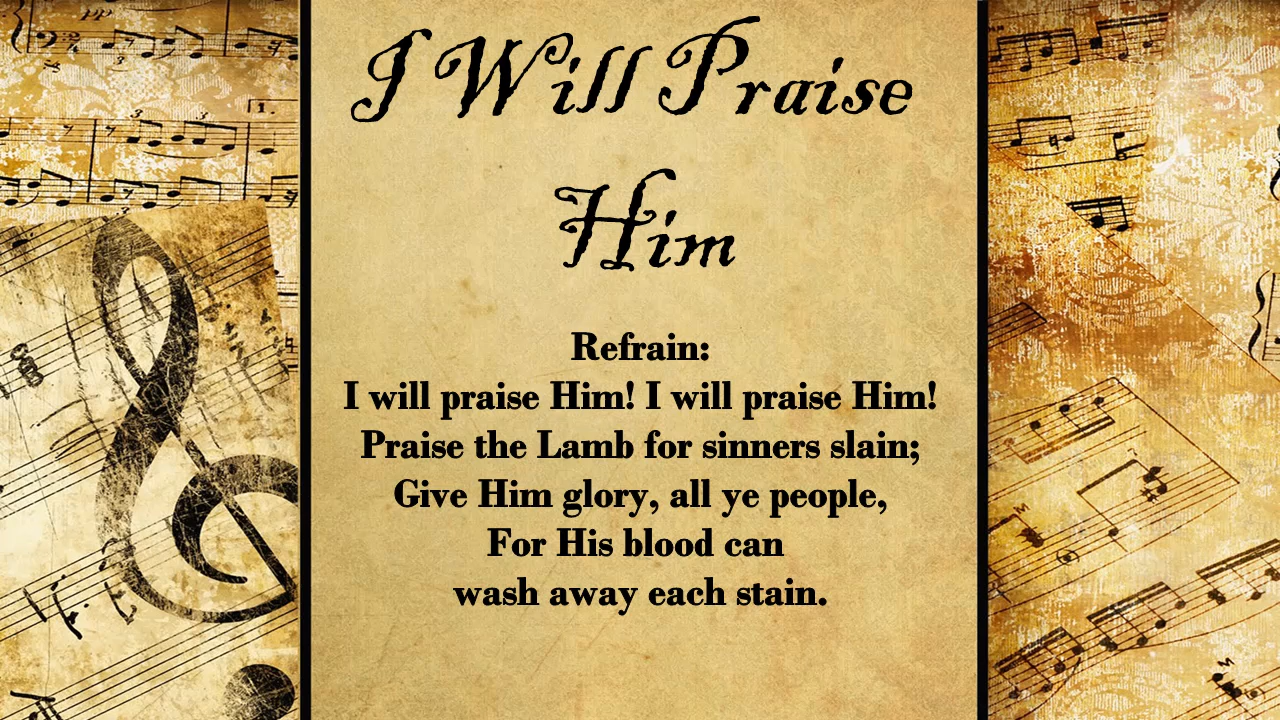 I Will Praise
Him
Refrain:
I will praise Him! I will praise Him!
Praise the Lamb for sinners slain;
Give Him glory, all ye people,
For His blood can
wash away each stain.